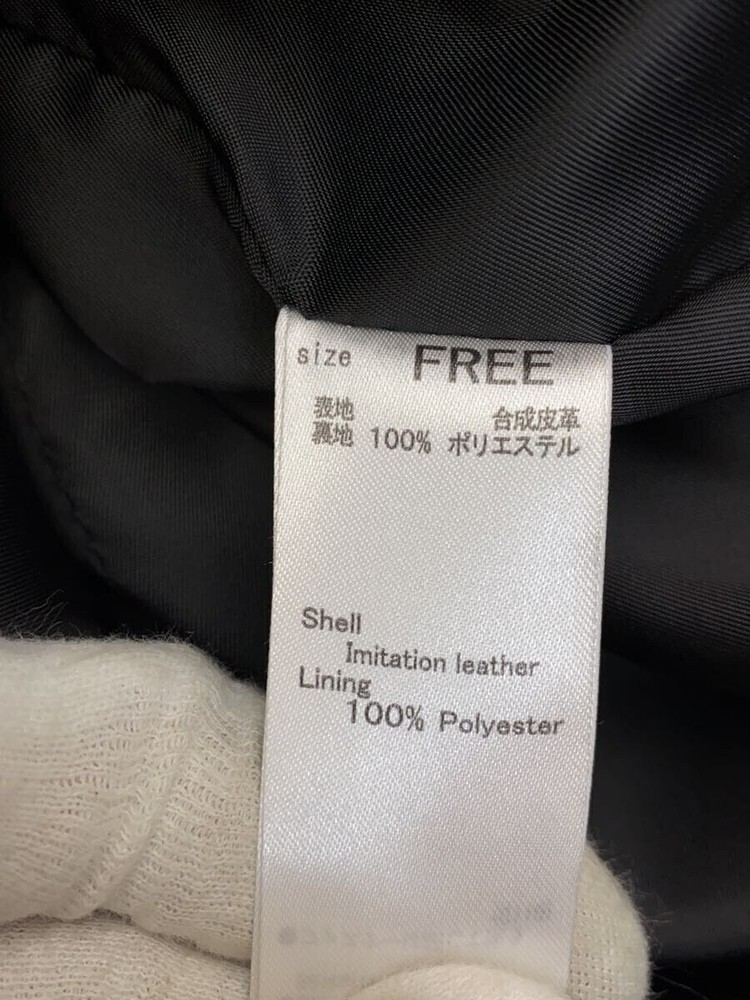 size FREE
表地 合成皮革
裏地 100% ポリエステル
Shell
Imitation leather
Lining
100% Polyester